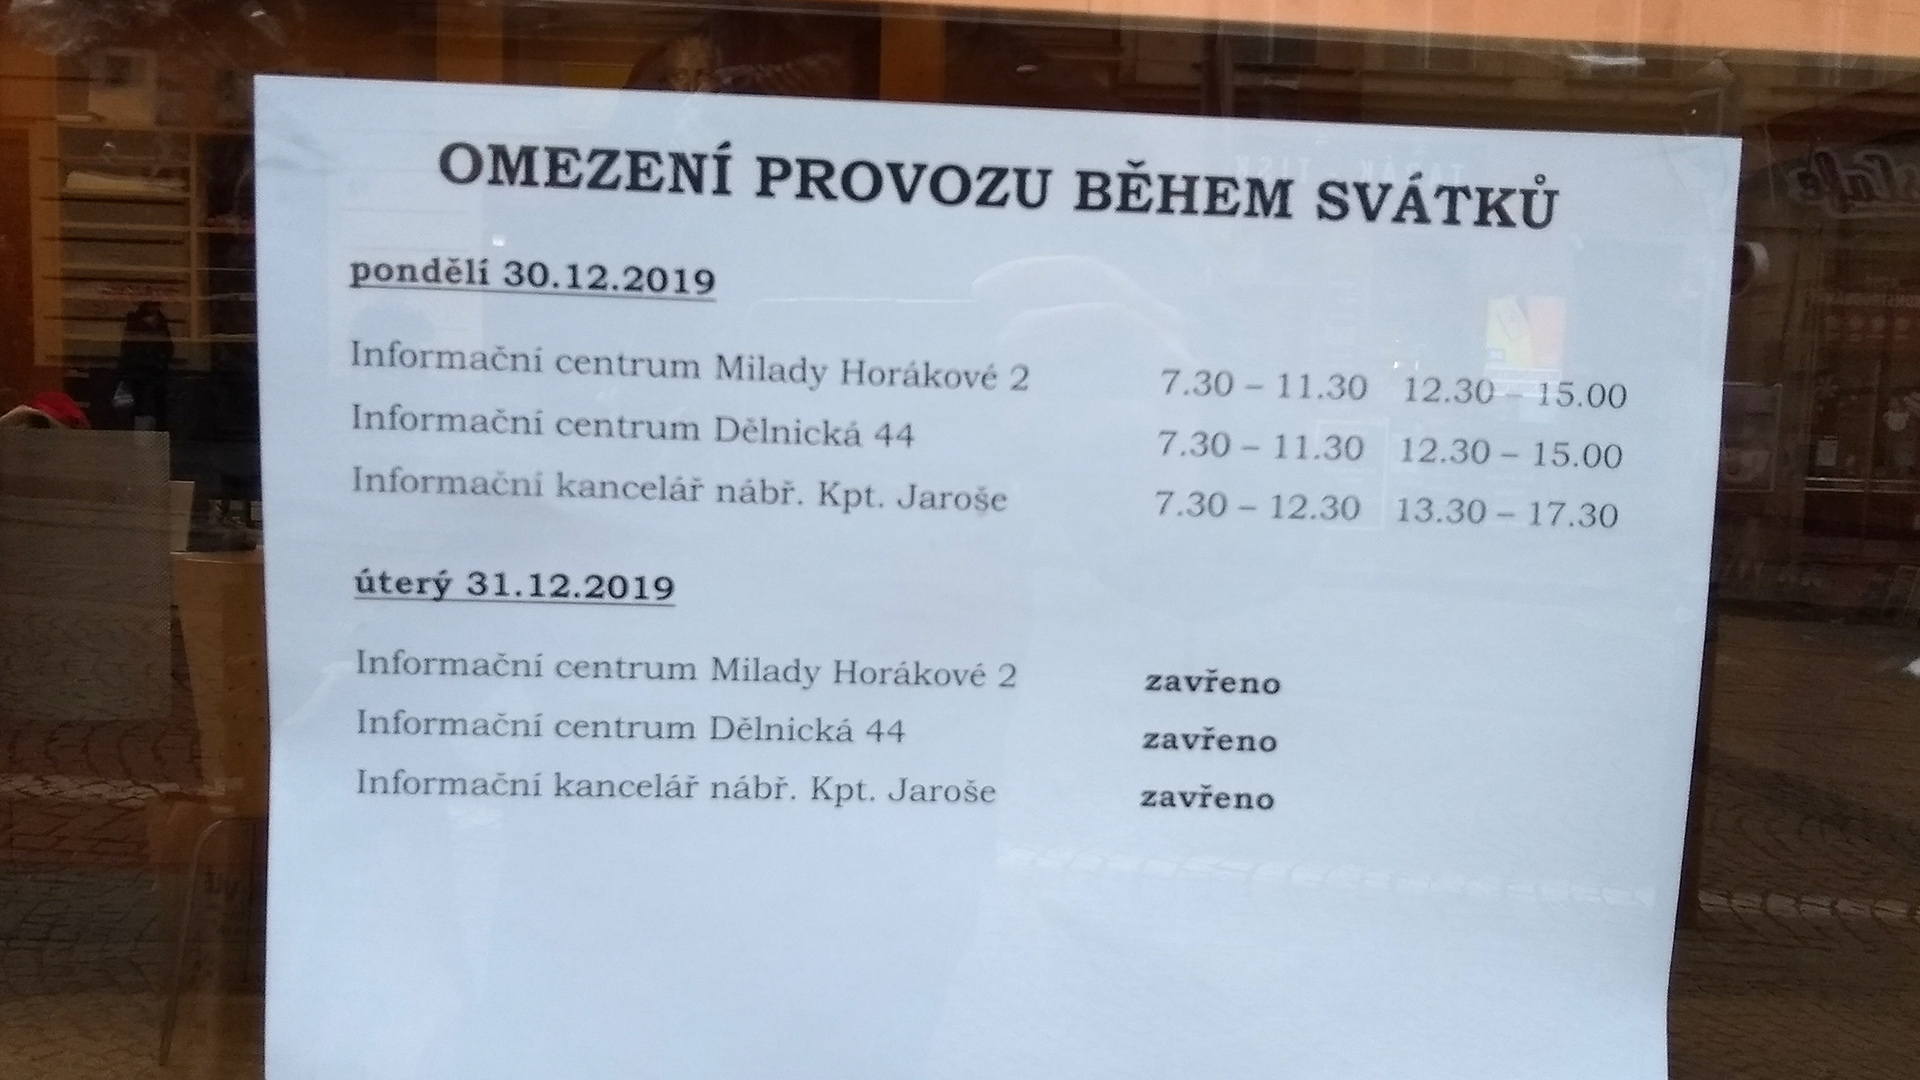 OMEZENÍ PROVOZU BĚHEM SVÁTKŮ
pondělí 30.12.2019
Informační centrum Milady Horákové 2 7.30 – 11.30 12.30 – 15.00
Informační centrum Dělnická 44 7.30 – 11.30 12.30 – 15.00
Informační kancelář nábř. Kpt. Jaroše 7.30 – 12.30 13.30 – 17.30
úterý 31.12.2019
Informační centrum Milady Horákové 2 zavřeno
Informační centrum Dělnická 44 zavřeno
Informační kancelář nábř. Kpt. Jaroše zavřeno